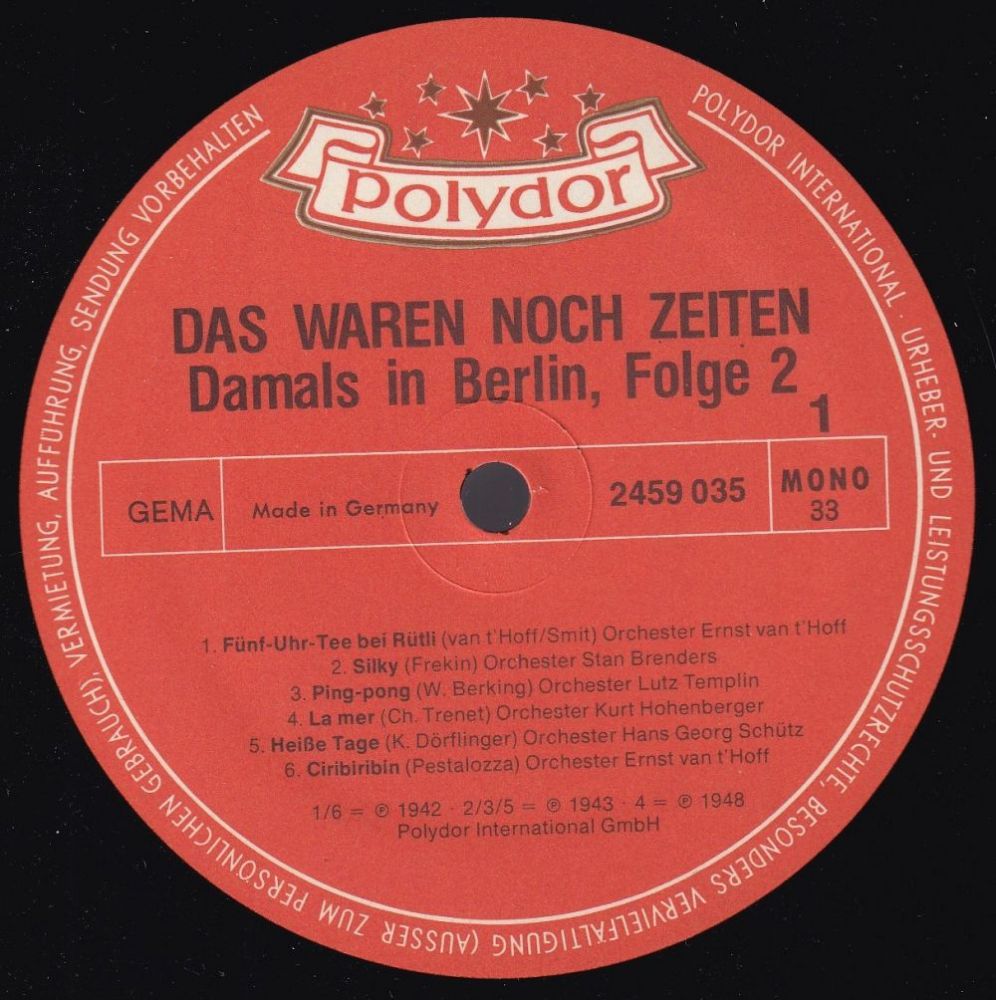 polydor
DAS WAREN NOCH ZEITEN
Damals in Berlin, Folge 2
1
GEMA
Made in Germany
2459 035
MONO
33
1. Fünf-Uhr-Tee bei Rütli (van t'Hoff/Smit) Orchester Ernst van t'Hoff
2. Silky (Frekin) Orchester Stan Brenders
3. Ping-pong (W. Berking) Orchester Lutz Templin
4. La mer (Ch. Trenet) Orchester Kurt Hohenberger
5. Heiße Tage (K. Dörflinger) Orchester Hans Georg Schütz
6. Ciribiribin (Pestalozza) Orchester Ernst van t'Hoff
1/6 = ℗ 1942 · 2/3/5 = ℗ 1943 · 4 = ℗ 1948
Polydor International GmbH
POLYDOR INTERNATIONAL · URHEBER- UND LEISTUNGSSCHUTZRECHTE, BESONDERS VERVIELFÄLTIGUNG (AUSSER ZUM PERSÖNLICHEN GEBRAUCH), VERMIETUNG, AUFFÜHRUNG, SENDUNG VORBEHALTEN